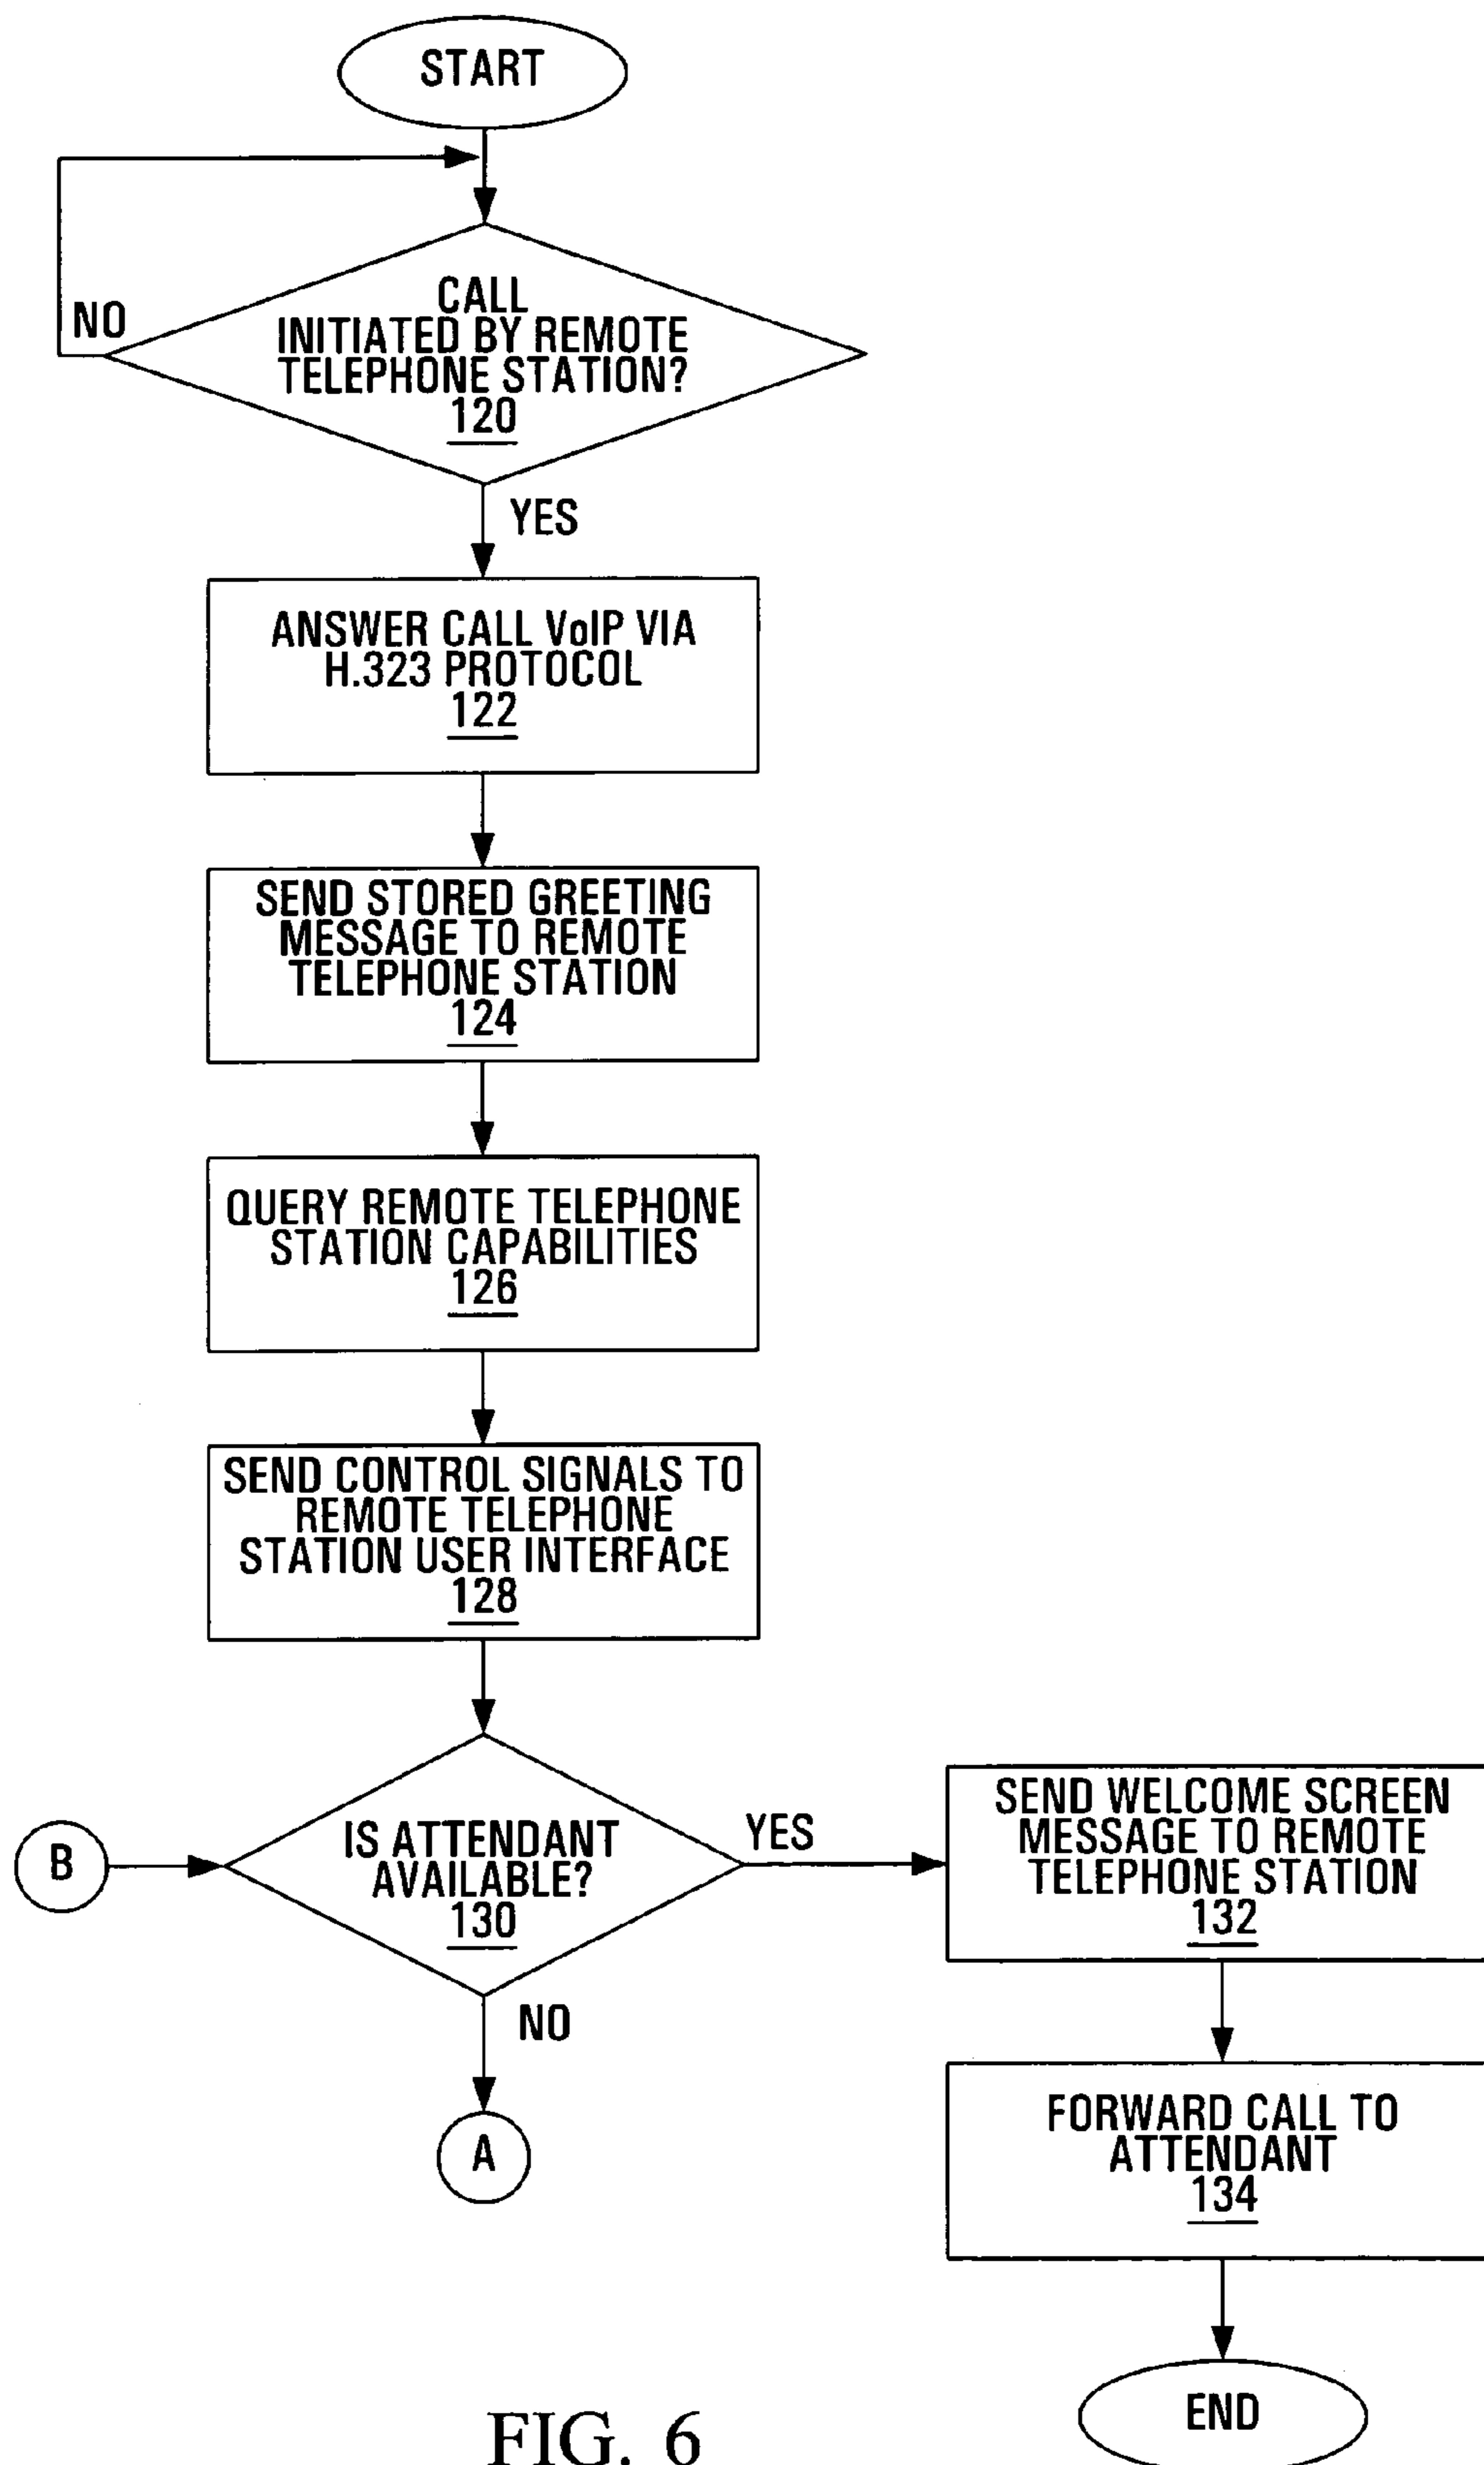 START
NO
CALL
INITIATED BY REMOTE
TELEPHONE STATION?
120
YES
ANSWER CALL VoIP VIA
H.323 PROTOCOL
122
SEND STORED GREETING
MESSAGE TO REMOTE
TELEPHONE STATION
124
QUERY REMOTE TELEPHONE
STATION CAPABILITIES
126
SEND CONTROL SIGNALS TO
REMOTE TELEPHONE
STATION USER INTERFACE
128
B
IS ATTENDANT
AVAILABLE?
130
YES
SEND WELCOME SCREEN
MESSAGE TO REMOTE
TELEPHONE STATION
132
NO
A
FORWARD CALL TO
ATTENDANT
134
END
FIG. 6